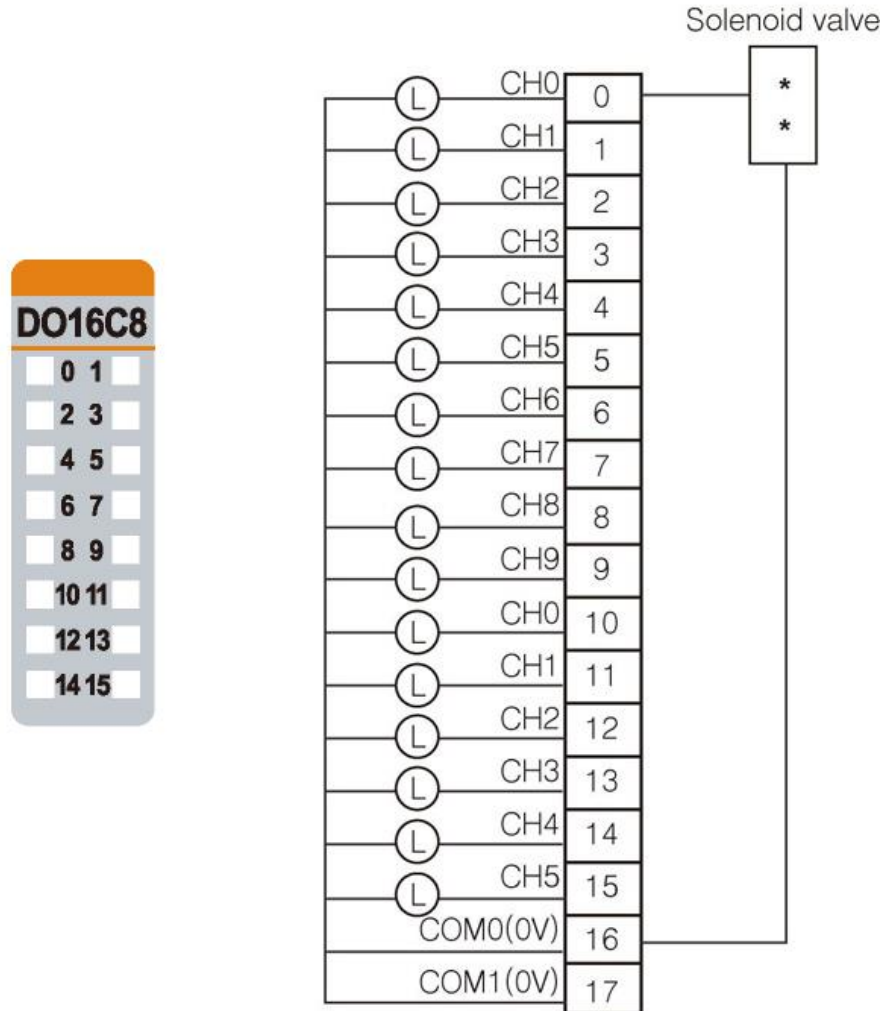 Solenoid valve
*
*
DO16C8
0 1
2 3
4 5
6 7
8 9
10 11
12 13
14 15
L CH0 0
L CH1 1
L CH2 2
L CH3 3
L CH4 4
L CH5 5
L CH6 6
L CH7 7
L CH8 8
L CH9 9
L CH0 10
L CH1 11
L CH2 12
L CH3 13
L CH4 14
L CH5 15
COM0(0V) 16
COM1(0V) 17